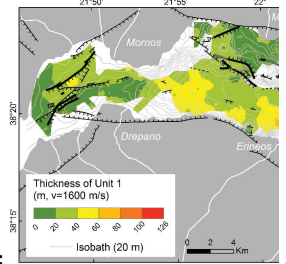 21°50'
21°55'
22°
Mornos
38°20'
Drepano
Erineos
Thickness of Unit 1
(m, v=1600 m/s)
0 20 40 60 80 100 126
Isobath (20 m)
38°15'
0 2 4
Km